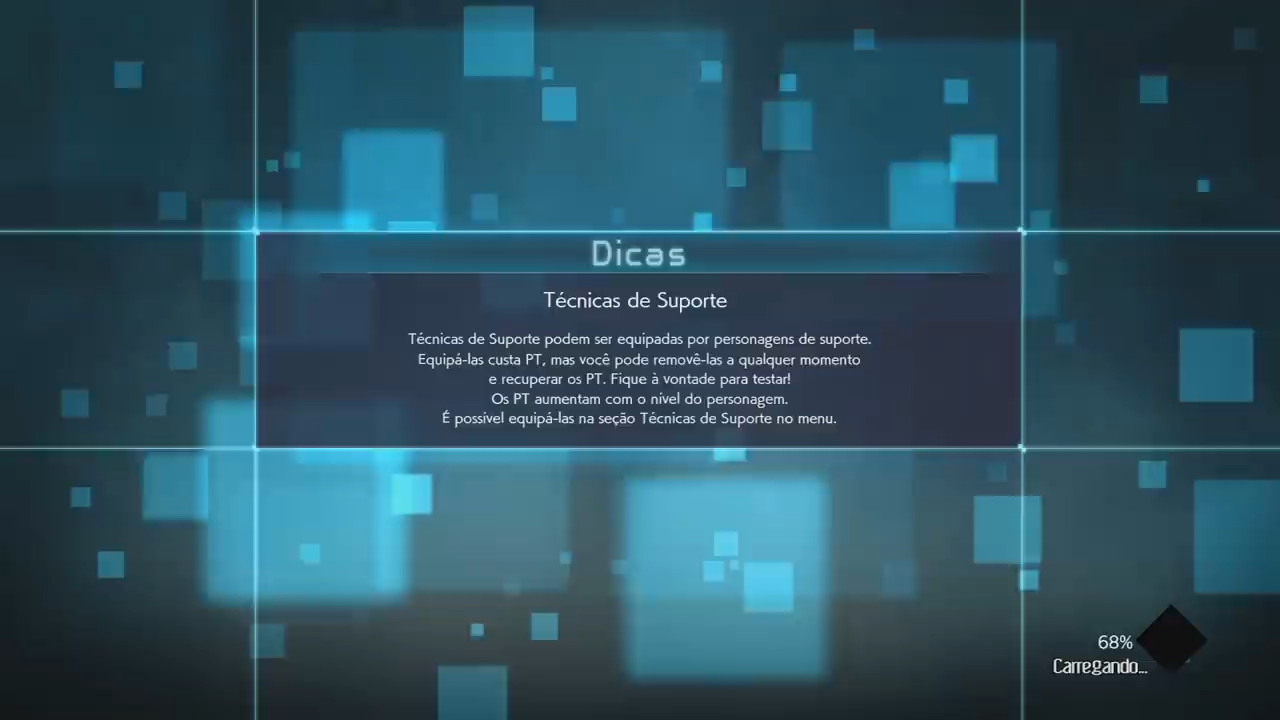 Dicas
Técnicas de Suporte
Técnicas de Suporte podem ser equipadas por personagens de suporte.
Equipá-las custa PT, mas você pode removê-las a qualquer momento
e recuperar os PT. Fique à vontade para testar!
Os PT aumentam com o nível do personagem.
É possível equipá-las na seção Técnicas de Suporte no menu.
68%
Carregando...